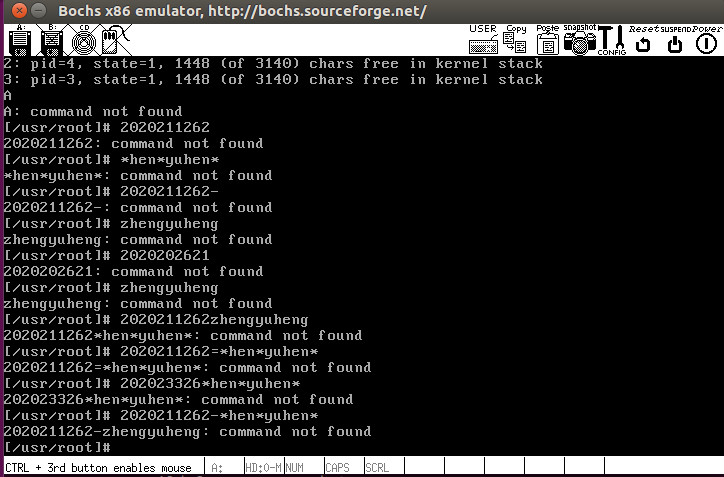 Bochs x86 emulator, http://bochs.sourceforge.net/
A: B: CD USER Copy Paste snapshot CONFIG Reset SUSPEND Power
2: pid=4, state=1, 1448 (of 3140) chars free in kernel stack
3: pid=3, state=1, 1448 (of 3140) chars free in kernel stack
A
A: command not found
[/usr/root]# 2020211262
2020211262: command not found
[/usr/root]# *hen*yuhen*
*hen*yuhen*: command not found
[/usr/root]# 2020211262-
2020211262-: command not found
[/usr/root]# zhengyuheng
zhengyuheng: command not found
[/usr/root]# 2020202621
2020202621: command not found
[/usr/root]# zhengyuheng
zhengyuheng: command not found
[/usr/root]# 2020211262zhengyuheng
2020211262*hen*yuhen*: command not found
[/usr/root]# 2020211262=*hen*yuhen*
2020211262=*hen*yuhen*: command not found
[/usr/root]# 202023326*hen*yuhen*
202023326*hen*yuhen*: command not found
[/usr/root]# 2020211262-*hen*yuhen*
2020211262-zhengyuheng: command not found
[/usr/root]#
CTRL + 3rd button enables mouse A: HD:0-M NUM CAPS SCRL